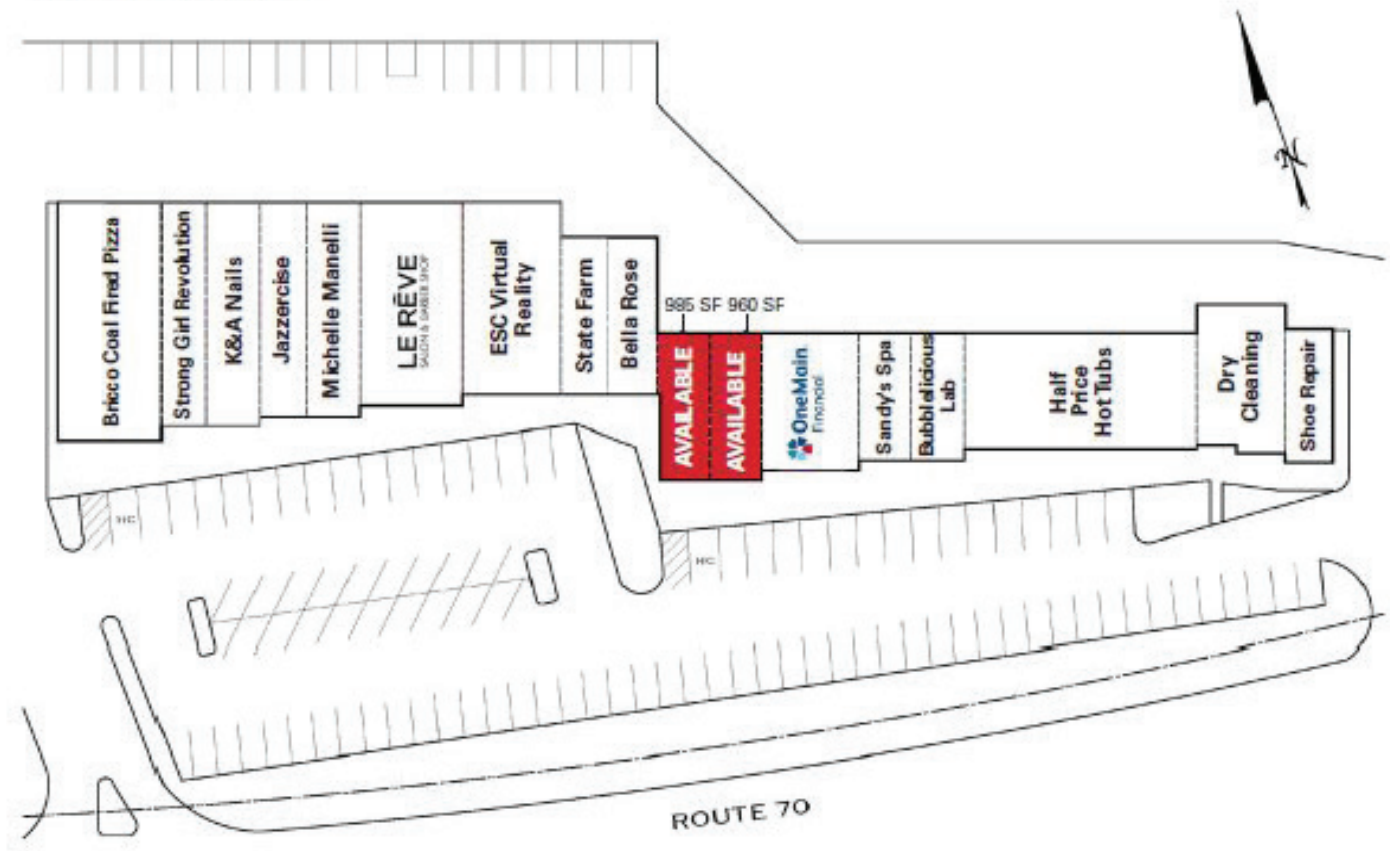 Bricco Coal Fired Pizza
Strong Girl Revolution
K&A Nails
Jazzercise
Michelle Manelli
LE RĒVE
SALON & BARBER SHOP
ESC Virtual
Reality
State Farm
Bella Rose
985 SF
960 SF
AVAILABLE
AVAILABLE
OneMain
Financial
Sandy's Spa
Bubblelicious
Lab
Half
Price
Hot Tubs
Dry
Cleaning
Shoe Repair
HC
HC
ROUTE 70